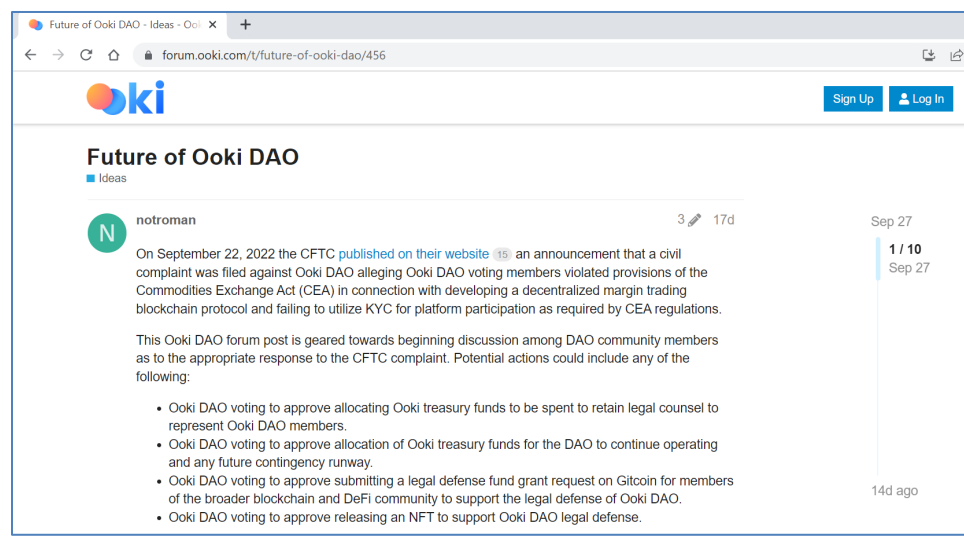 Future of Ooki DAO - Ideas - Ook
forum.ooki.com/t/future-of-ooki-dao/456
Ooki
Sign Up
Log In
Future of Ooki DAO
Ideas
N
notroman
3
17d
On September 22, 2022 the CFTC published on their website 15 an announcement that a civil
complaint was filed against Ooki DAO alleging Ooki DAO voting members violated provisions of the
Commodities Exchange Act (CEA) in connection with developing a decentralized margin trading
blockchain protocol and failing to utilize KYC for platform participation as required by CEA regulations.
This Ooki DAO forum post is geared towards beginning discussion among DAO community members
as to the appropriate response to the CFTC complaint. Potential actions could include any of the
following:
• Ooki DAO voting to approve allocating Ooki treasury funds to be spent to retain legal counsel to
represent Ooki DAO members.
• Ooki DAO voting to approve allocation of Ooki treasury funds for the DAO to continue operating
and any future contingency runway.
• Ooki DAO voting to approve submitting a legal defense fund grant request on Gitcoin for members
of the broader blockchain and DeFi community to support the legal defense of Ooki DAO.
• Ooki DAO voting to approve releasing an NFT to support Ooki DAO legal defense.
Sep 27
1 / 10
Sep 27
14d ago